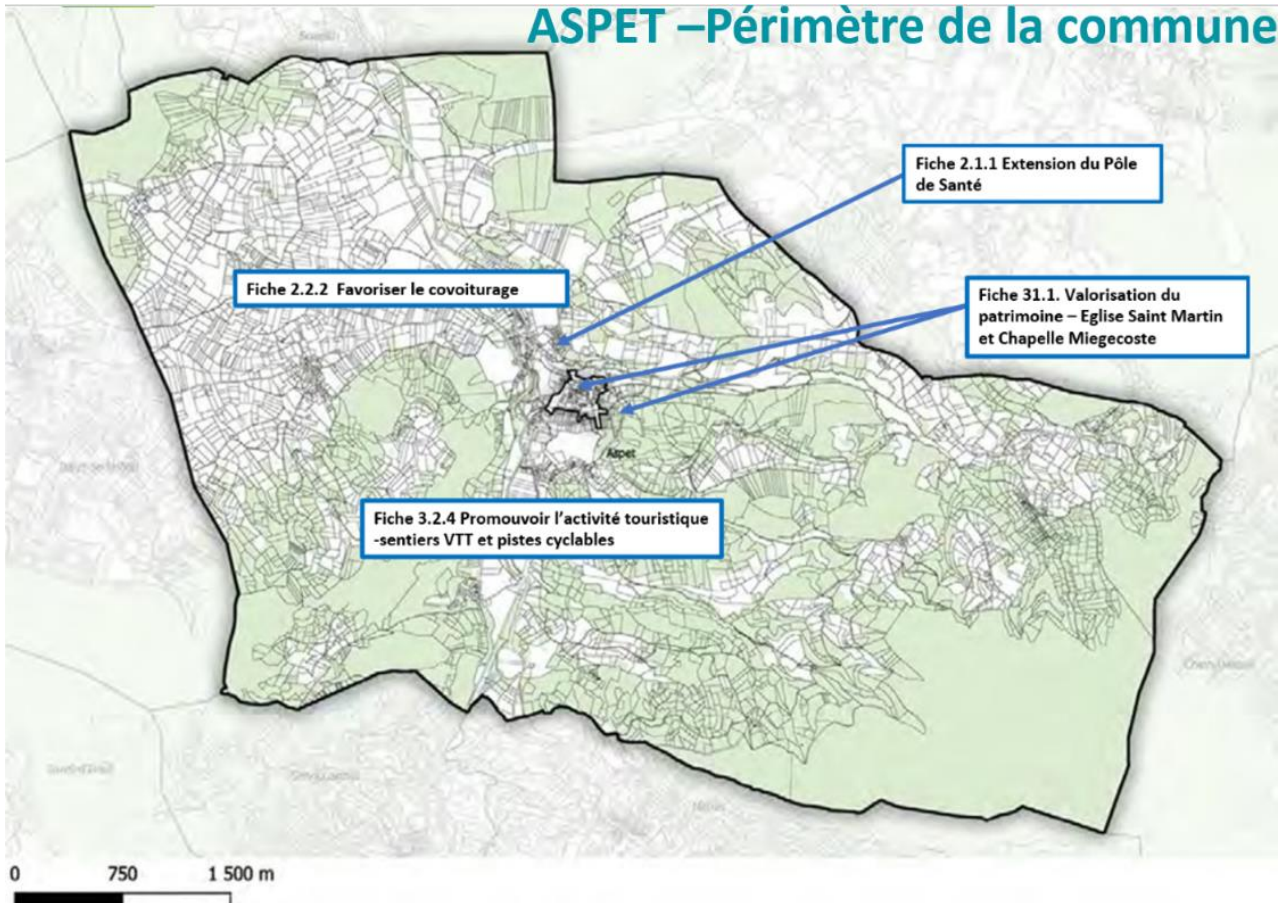 ASPET –Périmètre de la commune
Fiche 2.1.1 Extension du Pôle
de Santé
Fiche 2.2.2 Favoriser le covoiturage
Fiche 31.1. Valorisation du
patrimoine – Eglise Saint Martin
et Chapelle Miegecoste
Aspet
Fiche 3.2.4 Promouvoir l'activité touristique
-sentiers VTT et pistes cyclables
0 750 1 500 m